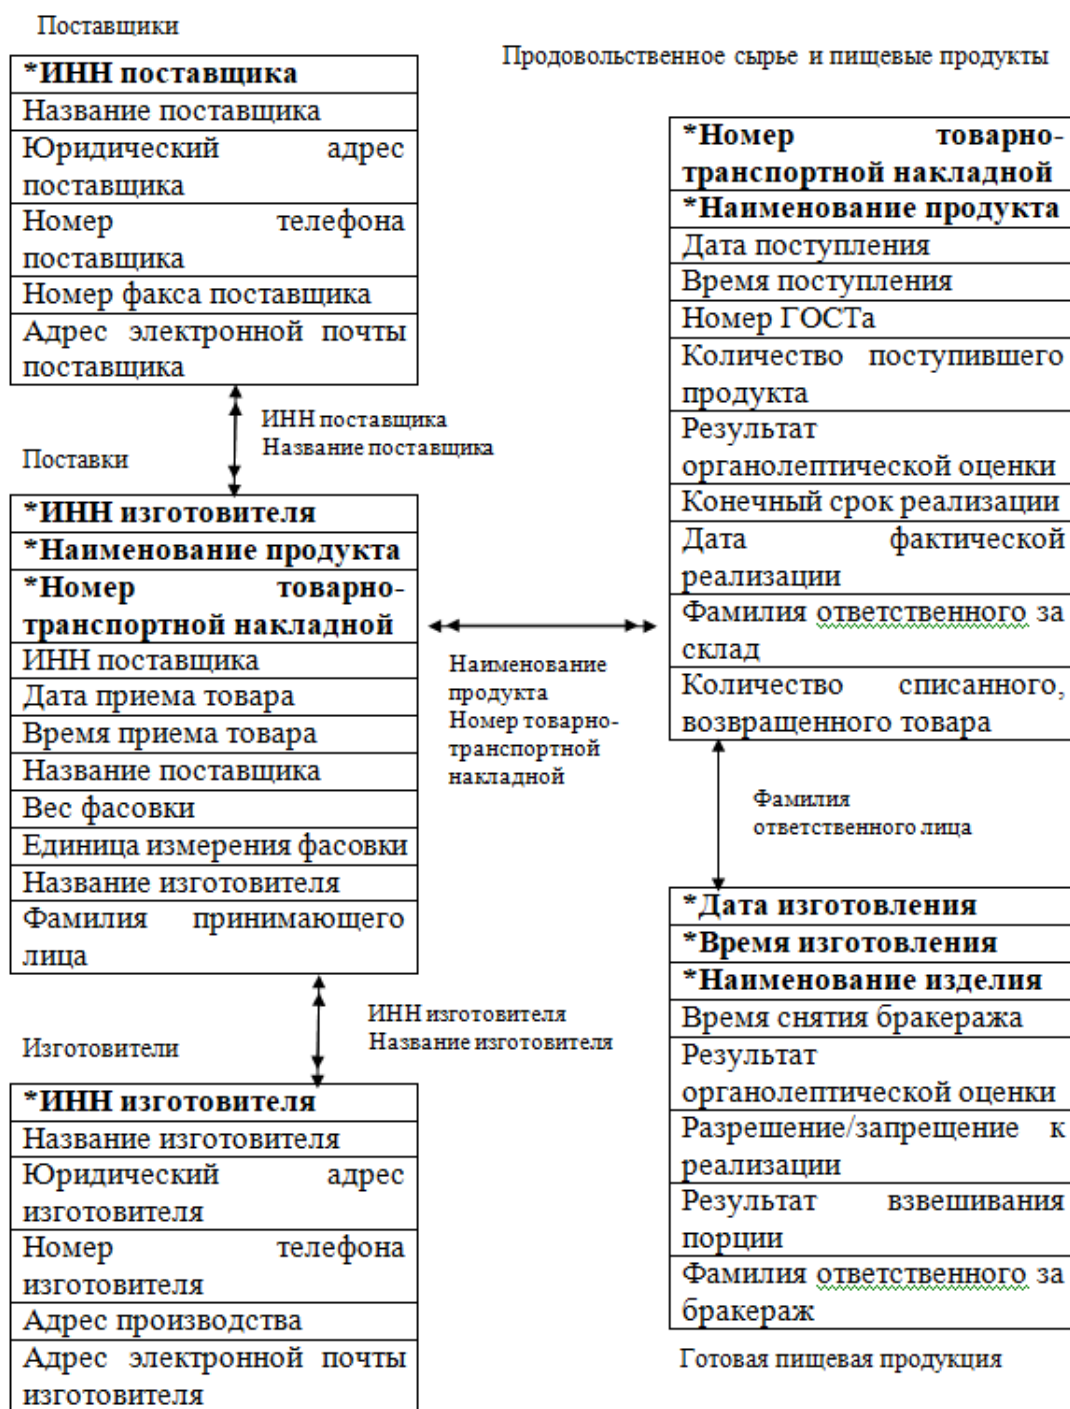 Поставщики
*ИНН поставщика
Название поставщика
Юридический адрес
поставщика
Номер телефона
поставщика
Номер факса поставщика
Адрес электронной почты
поставщика
ИНН поставщика
Название поставщика
Поставки
*ИНН изготовителя
*Наименование продукта
*Номер товарно-
транспортной накладной
ИНН поставщика
Дата приема товара
Время приема товара
Название поставщика
Вес фасовки
Единица измерения фасовки
Название изготовителя
Фамилия принимающего
лица
ИНН изготовителя
Название изготовителя
Изготовители
*ИНН изготовителя
Название изготовителя
Юридический адрес
изготовителя
Номер телефона
изготовителя
Адрес производства
Адрес электронной почты
изготовителя
Наименование
продукта
Номер товарно-
транспортной
накладной
Продовольственное сырье и пищевые продукты
*Номер товарно-
транспортной накладной
*Наименование продукта
Дата поступления
Время поступления
Номер ГОСТа
Количество поступившего
продукта
Результат
органолептической оценки
Конечный срок реализации
Дата фактической
реализации
Фамилия ответственного за
склад
Количество списанного,
возвращенного товара
Фамилия
ответственного лица
*Дата изготовления
*Время изготовления
*Наименование изделия
Время снятия бракеража
Результат
органолептической оценки
Разрешение/запрещение к
реализации
Результат взвешивания
порции
Фамилия ответственного за
бракераж
Готовая пищевая продукция